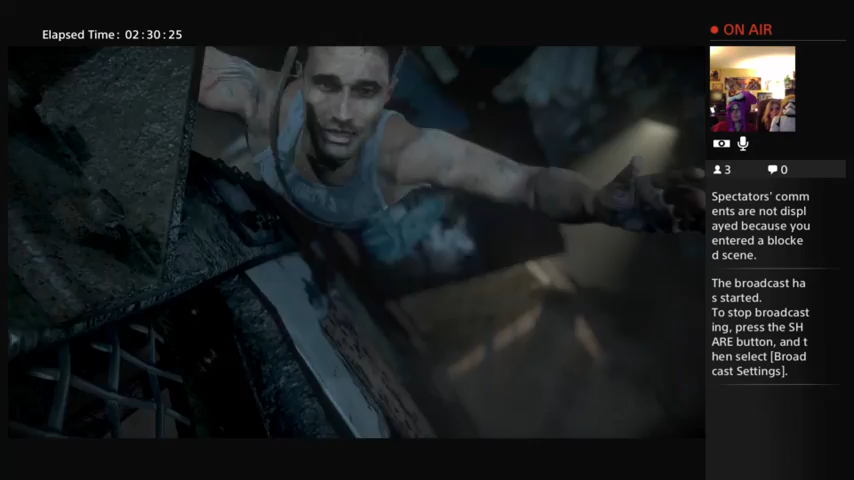 Elapsed Time: 02:30:25
ON AIR
3 0
Spectators' comm
ents are not displ
ayed because you
entered a blocke
d scene.
The broadcast ha
s started.
To stop broadcast
ing, press the SH
ARE button, and t
hen select [Broad
cast Settings].